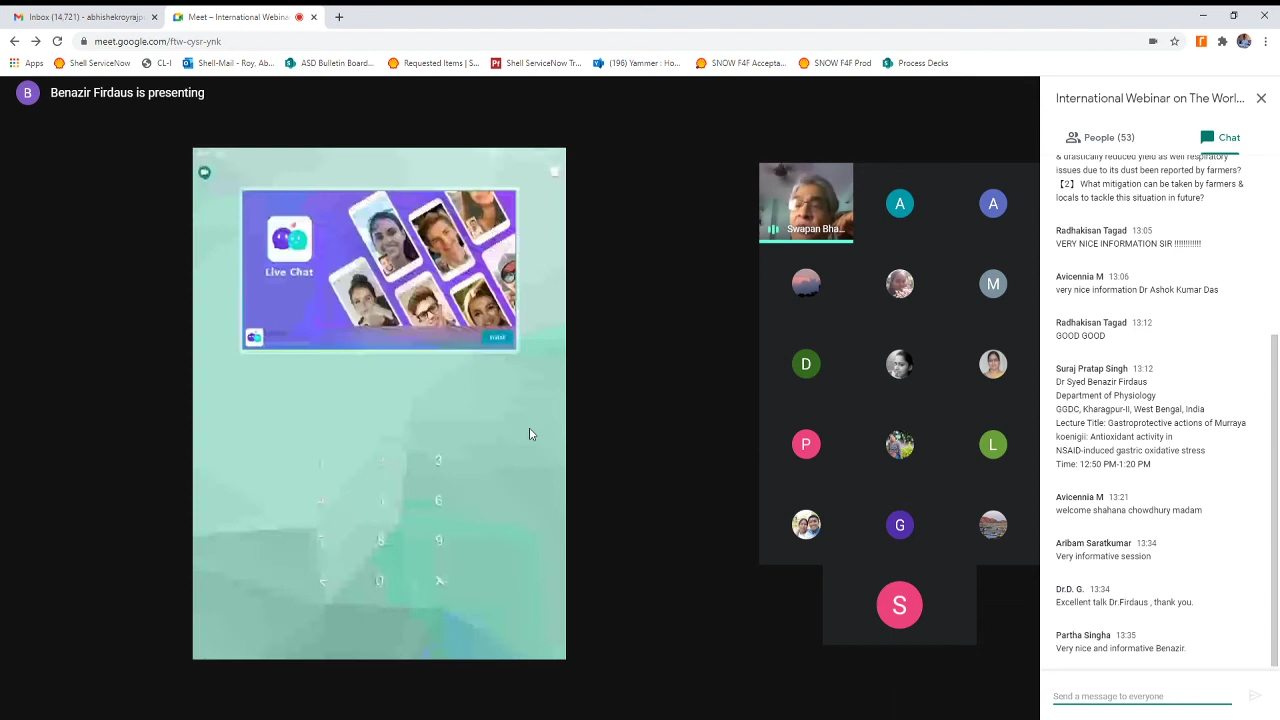 Inbox (14,721) - abhishekroyrajp
Meet – International Webina
meet.google.com/ftw-cysr-ynk
Apps
Shell ServiceNow
CL-I
Shell-Mail - Roy, Ab...
ASD Bulletin Board...
Requested Items | S...
Shell ServiceNow Tr...
(196) Yammer : Ho...
SNOW F4F Accepta...
SNOW F4F Prod
Process Decks
B
Benazir Firdaus is presenting
Live Chat
Install
3
6
8
9
0
Swapan Bha...
A
A
M
D
P
L
G
S
International Webinar on The Worl...
People (53)
Chat
& drastically reduced yield as well respiratory
issues due to its dust been reported by farmers?
【2】 What mitigation can be taken by farmers &
locals to tackle this situation in future?
Radhakisan Tagad 13:05
VERY NICE INFORMATION SIR !!!!!!!!!!!!
Avicennia M 13:06
very nice information Dr Ashok Kumar Das
Radhakisan Tagad 13:12
GOOD GOOD
Suraj Pratap Singh 13:12
Dr Syed Benazir Firdaus
Department of Physiology
GGDC, Kharagpur-II, West Bengal, India
Lecture Title: Gastroprotective actions of Murraya
koenigii: Antioxidant activity in
NSAID-induced gastric oxidative stress
Time: 12:50 PM-1:20 PM
Avicennia M 13:21
welcome shahana chowdhury madam
Aribam Saratkumar 13:34
Very informative session
Dr.D. G. 13:34
Excellent talk Dr.Firdaus , thank you.
Partha Singha 13:35
Very nice and informative Benazir.
Send a message to everyone